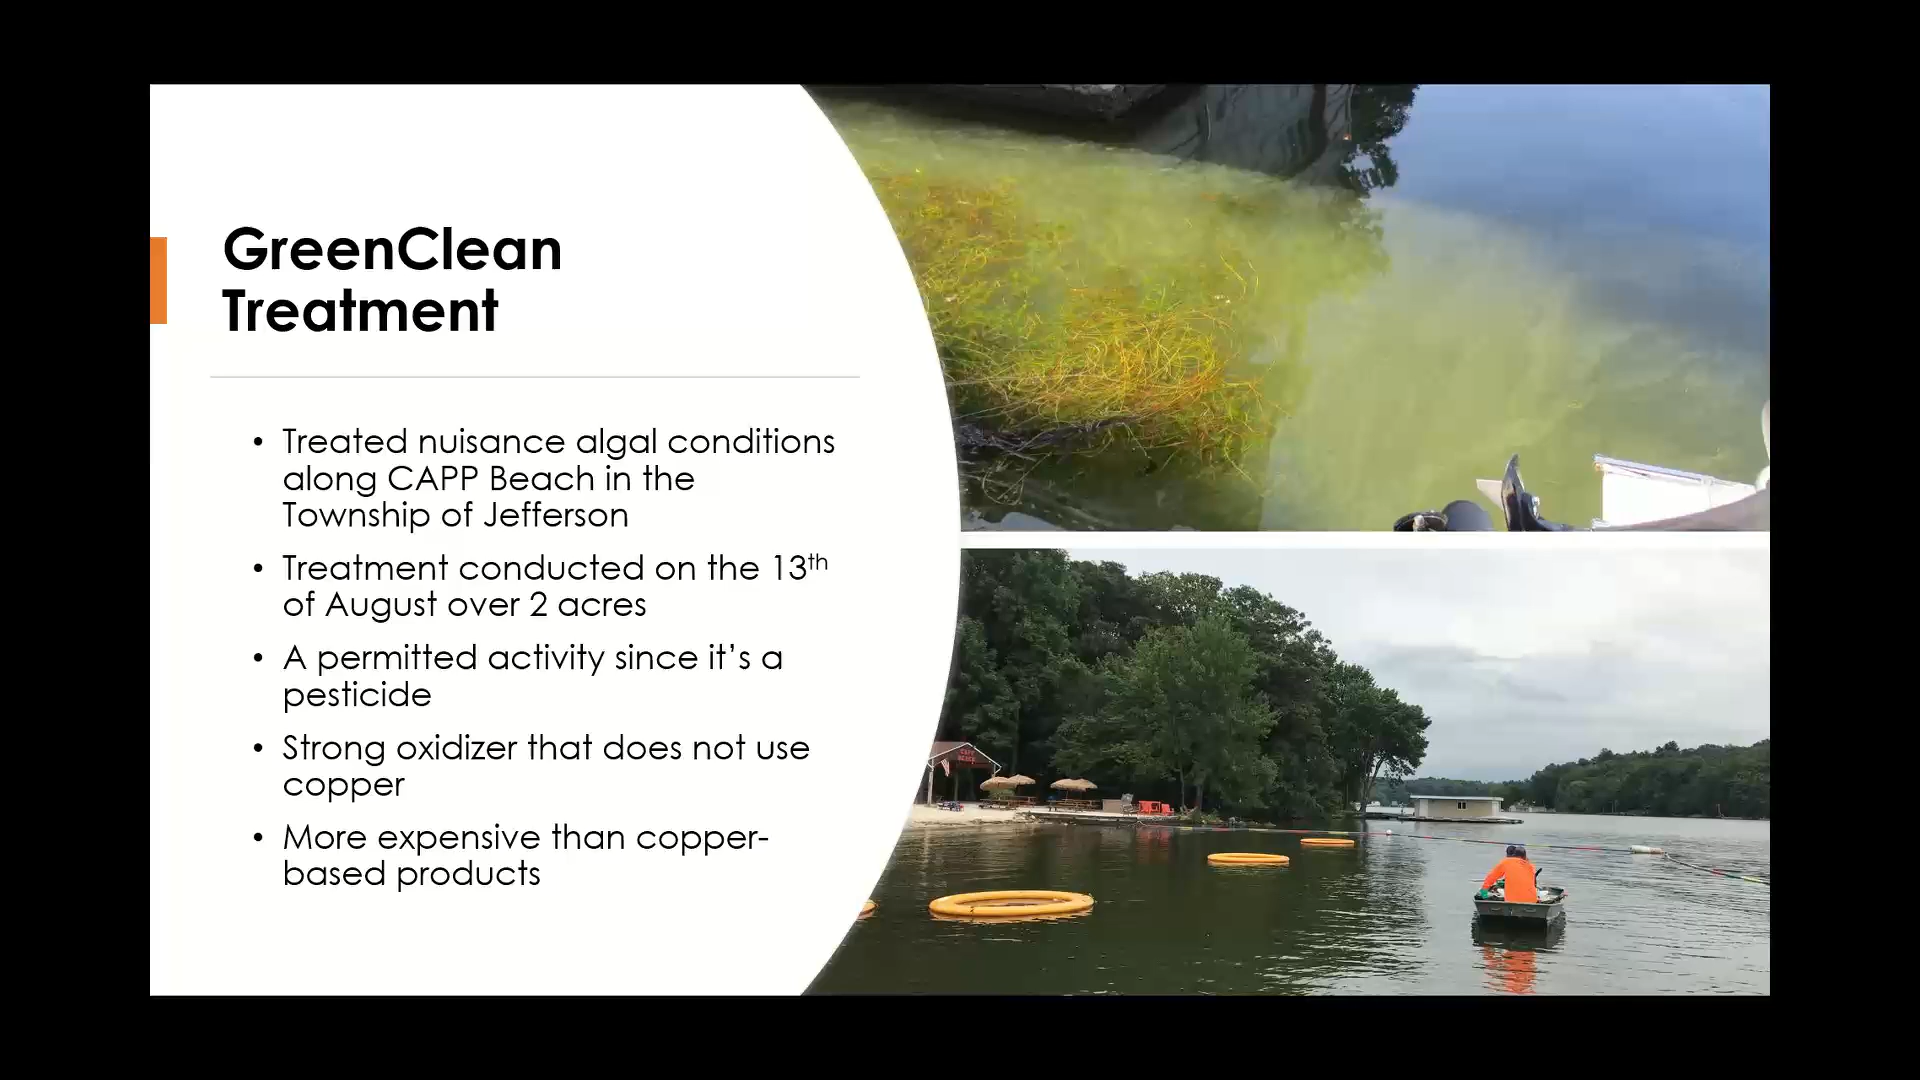 GreenClean
Treatment
• Treated nuisance algal conditions
along CAPP Beach in the
Township of Jefferson
• Treatment conducted on the 13th
of August over 2 acres
• A permitted activity since it’s a
pesticide
• Strong oxidizer that does not use
copper
• More expensive than copper-
based products